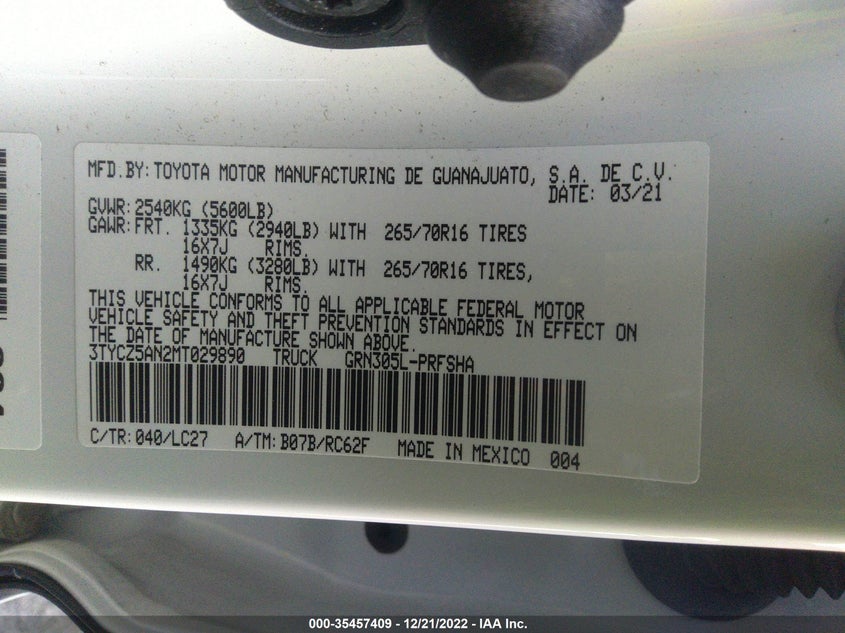 MFD.BY:TOYOTA MOTOR MANUFACTURING DE GUANAJUATO, S.A. DE C.V.
DATE: 03/21
GVWR:2540KG (5600LB)
GAWR:FRT. 1335KG (2940LB) WITH 265/70R16 TIRES
16X7J RIMS.
RR. 1490KG (3280LB) WITH 265/70R16 TIRES,
16X7J RIMS.
THIS VEHICLE CONFORMS TO ALL APPLICABLE FEDERAL MOTOR
VEHICLE SAFETY AND THEFT PREVENTION STANDARDS IN EFFECT ON
THE DATE OF MANUFACTURE SHOWN ABOVE.
3TYCZ5AN2MT029890 TRUCK GRN305L-PRFSHA
C/TR:040/LC27 A/TM:B07B/RC62F MADE IN MEXICO 004
000-35457409 - 12/21/2022 - IAA Inc.